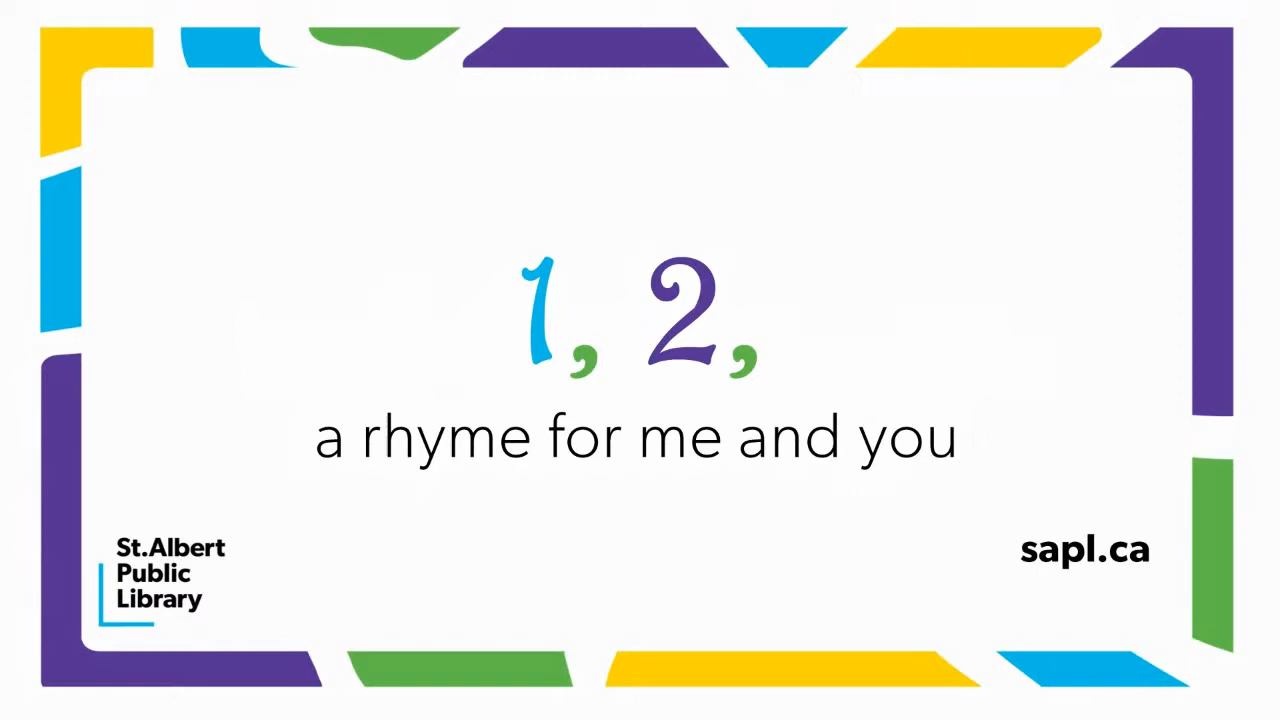 1, 2,
a rhyme for me and you
St.Albert
Public
Library
sapl.ca